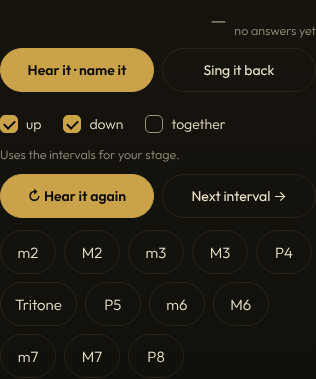 —
no answers yet
Hear it · name it Sing it back
up down together
Uses the intervals for your stage.
↻ Hear it again Next interval →
m2 M2 m3 M3 P4
Tritone P5 m6 M6
m7 M7 P8